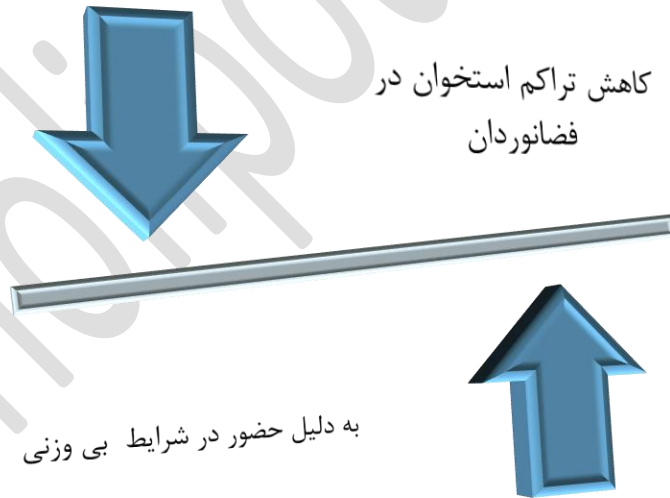 کاهش تراکم استخوان در
فضانوردان
به دلیل حضور در شرایط بی وزنی